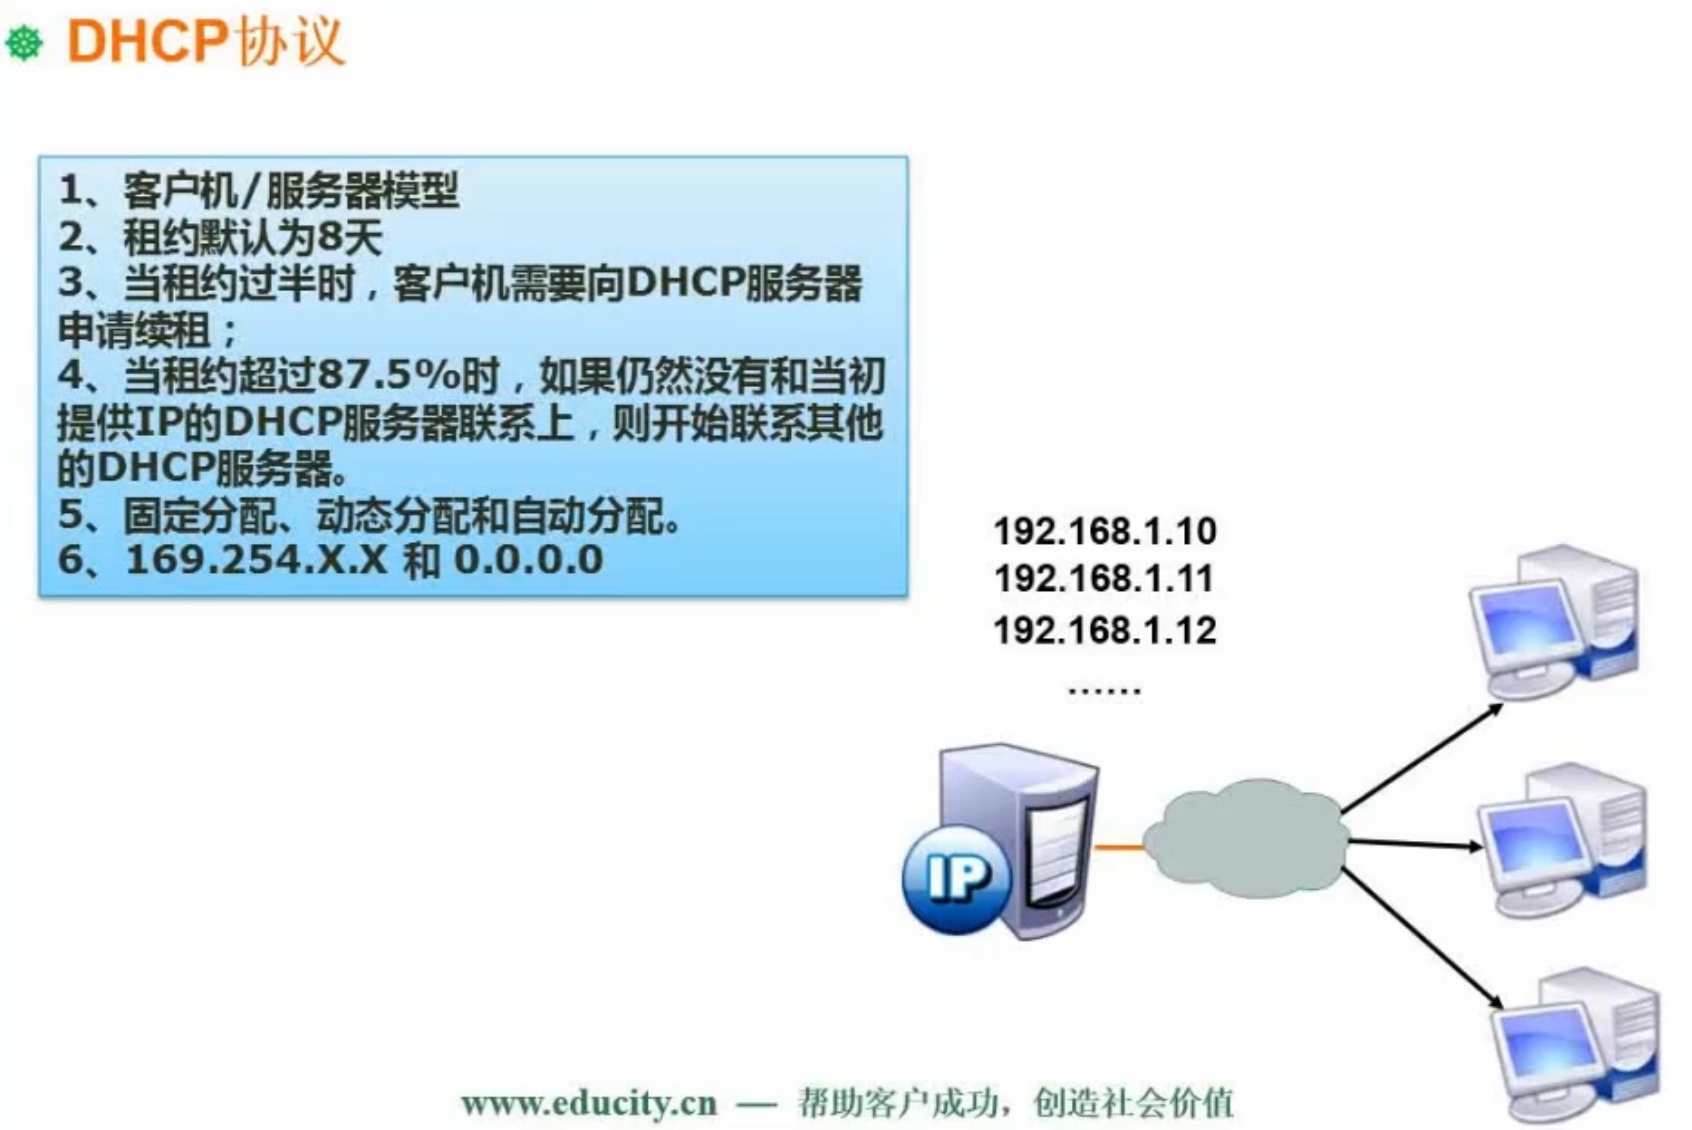 DHCP协议
1、客户机/服务器模型
2、租约默认为8天
3、当租约过半时，客户机需要向DHCP服务器
申请续租；
4、当租约超过87.5%时，如果仍然没有和当初
提供IP的DHCP服务器联系上，则开始联系其他
的DHCP服务器。
5、固定分配、动态分配和自动分配。
6、169.254.X.X 和 0.0.0.0
192.168.1.10
192.168.1.11
192.168.1.12
......
IP
www.educity.cn — 帮助客户成功，创造社会价值